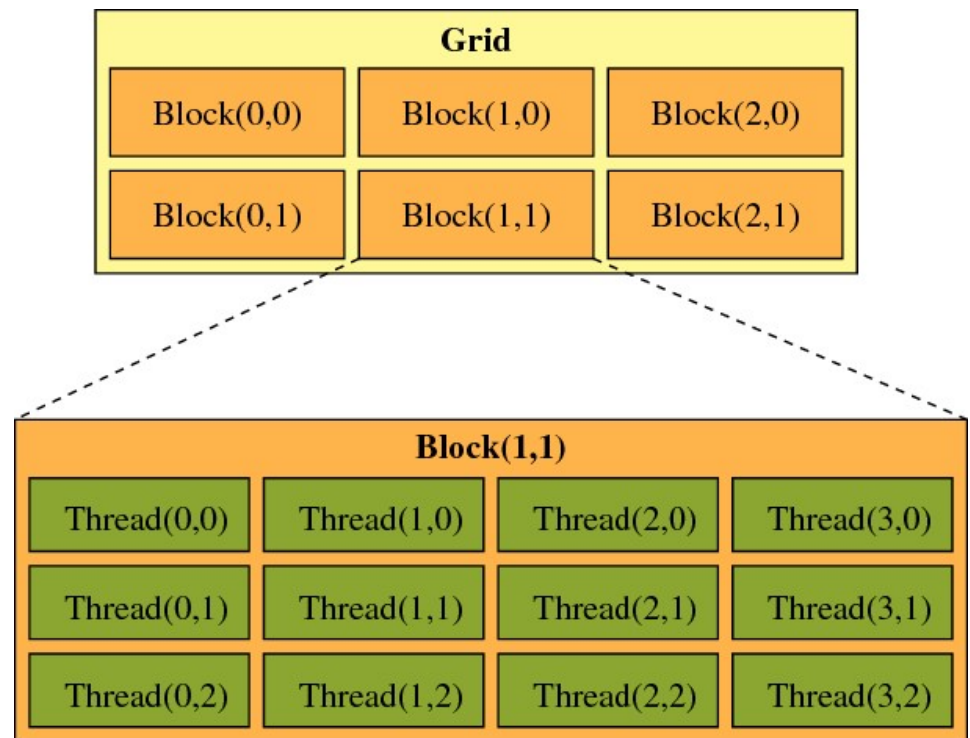 Grid
Block(0,0) Block(1,0) Block(2,0)
Block(0,1) Block(1,1) Block(2,1)
Block(1,1)
Thread(0,0) Thread(1,0) Thread(2,0) Thread(3,0)
Thread(0,1) Thread(1,1) Thread(2,1) Thread(3,1)
Thread(0,2) Thread(1,2) Thread(2,2) Thread(3,2)